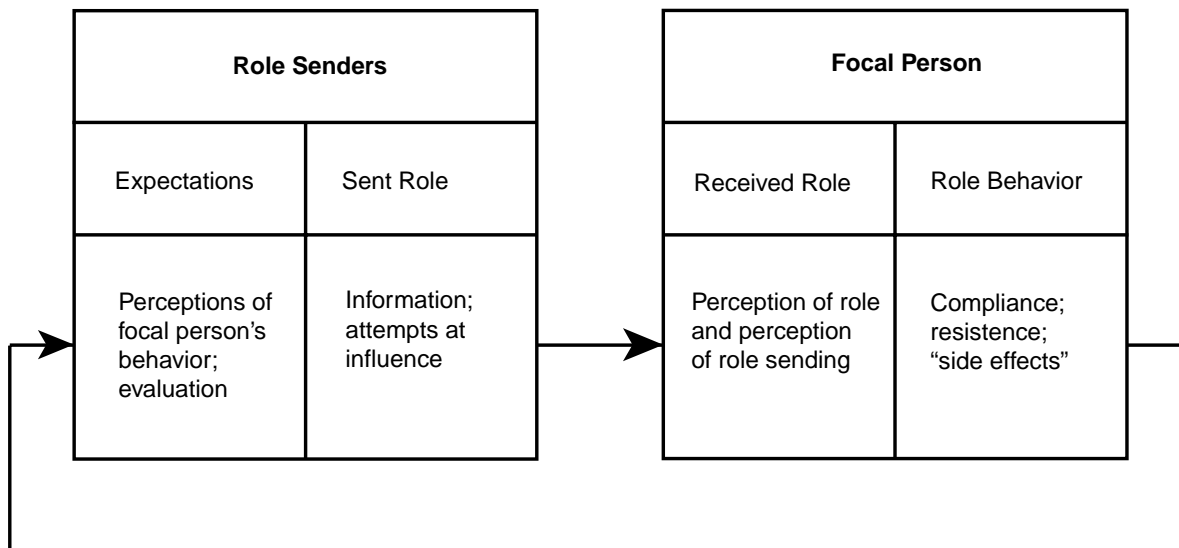 Role Senders
Focal Person
Expectations
Sent Role
Received Role
Role Behavior
Perceptions of
focal person’s
behavior;
evaluation
Information;
attempts at
influence
Perception of role
and perception
of role sending
Compliance;
resistence;
“side effects”